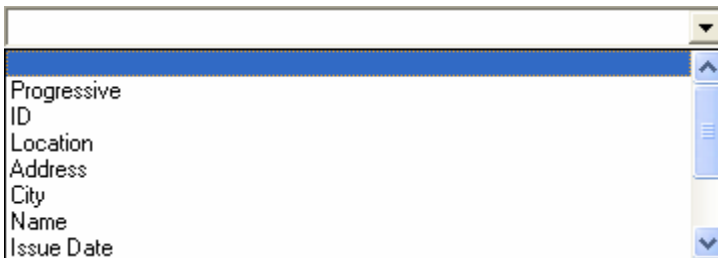 Progressive
ID
Location
Address
City
Name
Issue Date